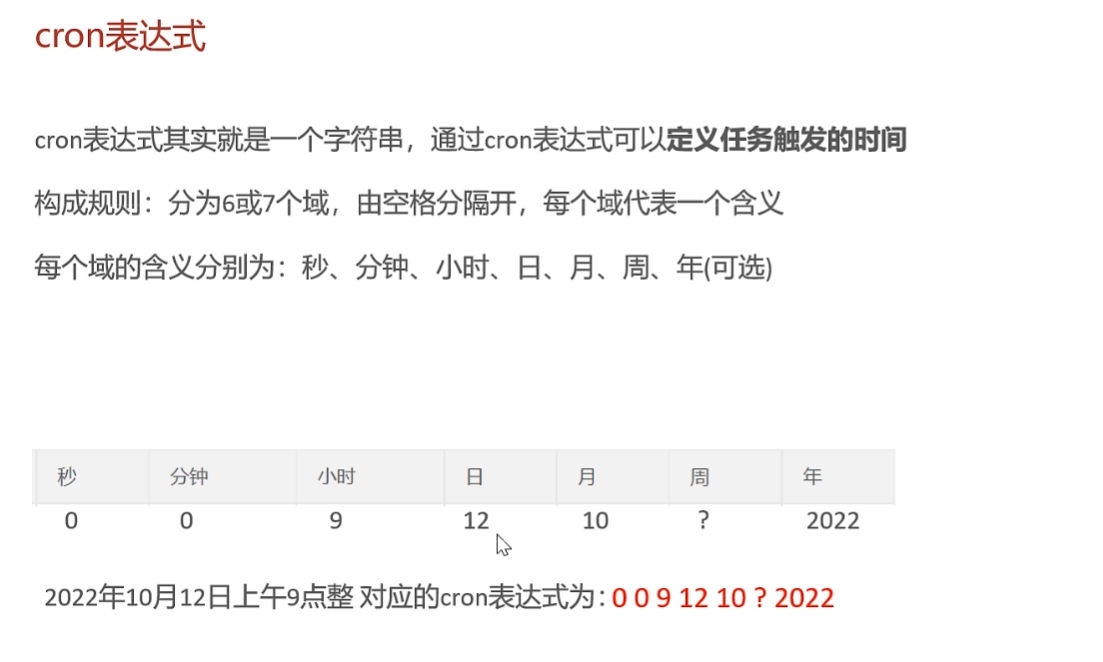 cron表达式
cron表达式其实就是一个字符串，通过cron表达式可以定义任务触发的时间
构成规则：分为6或7个域，由空格分隔开，每个域代表一个含义
每个域的含义分别为：秒、分钟、小时、日、月、周、年(可选)
秒 分钟 小时 日 月 周 年
0 0 9 12 10 ? 2022
2022年10月12日上午9点整 对应的cron表达式为：0 0 9 12 10 ? 2022